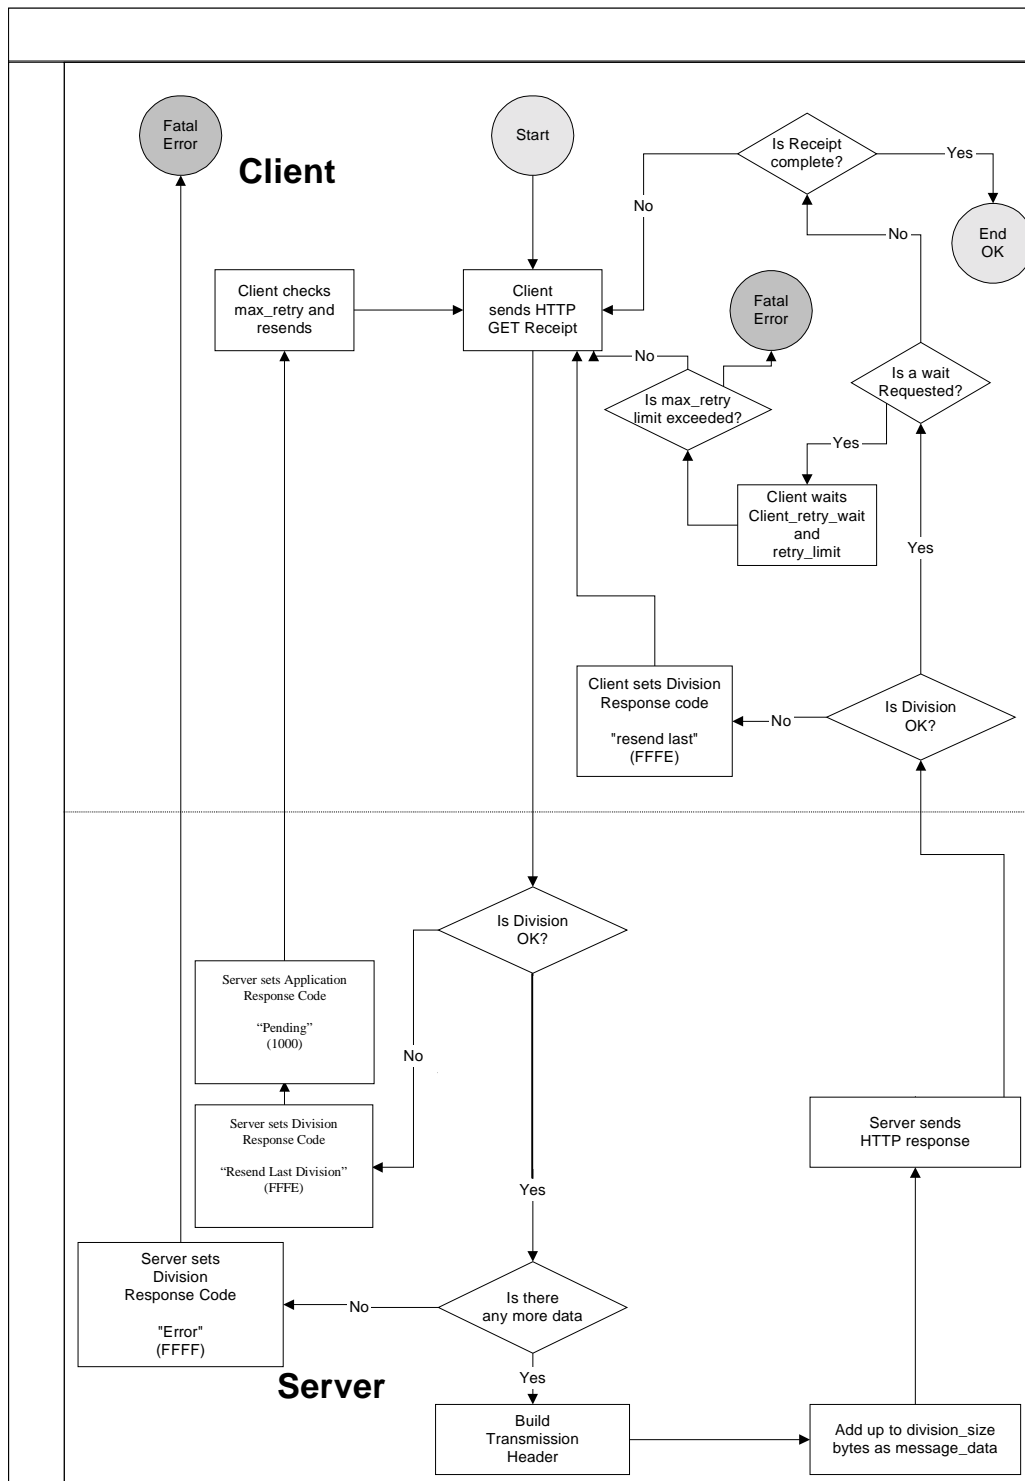 Fatal
Error
Client
Start
Is Receipt
complete?
Yes
No
End
OK
No
Client checks
max_retry and
resends
Client
sends HTTP
GET Receipt
Fatal
Error
No
Is max_retry
limit exceeded?
Is a wait
Requested?
Yes
Client waits
Client_retry_wait
and
retry_limit
Yes
Client sets Division
Response code
"resend last"
(FFFE)
No
Is Division
OK?
Is Division
OK?
Server sets Application
Response Code
“Pending”
(1000)
No
Server sets Division
Response Code
“Resend Last Division”
(FFFE)
Server sends
HTTP response
Yes
Server sets
Division
Response Code
"Error"
(FFFF)
No
Is there
any more data
Yes
Server
Build
Transmission
Header
Add up to division_size
bytes as message_data